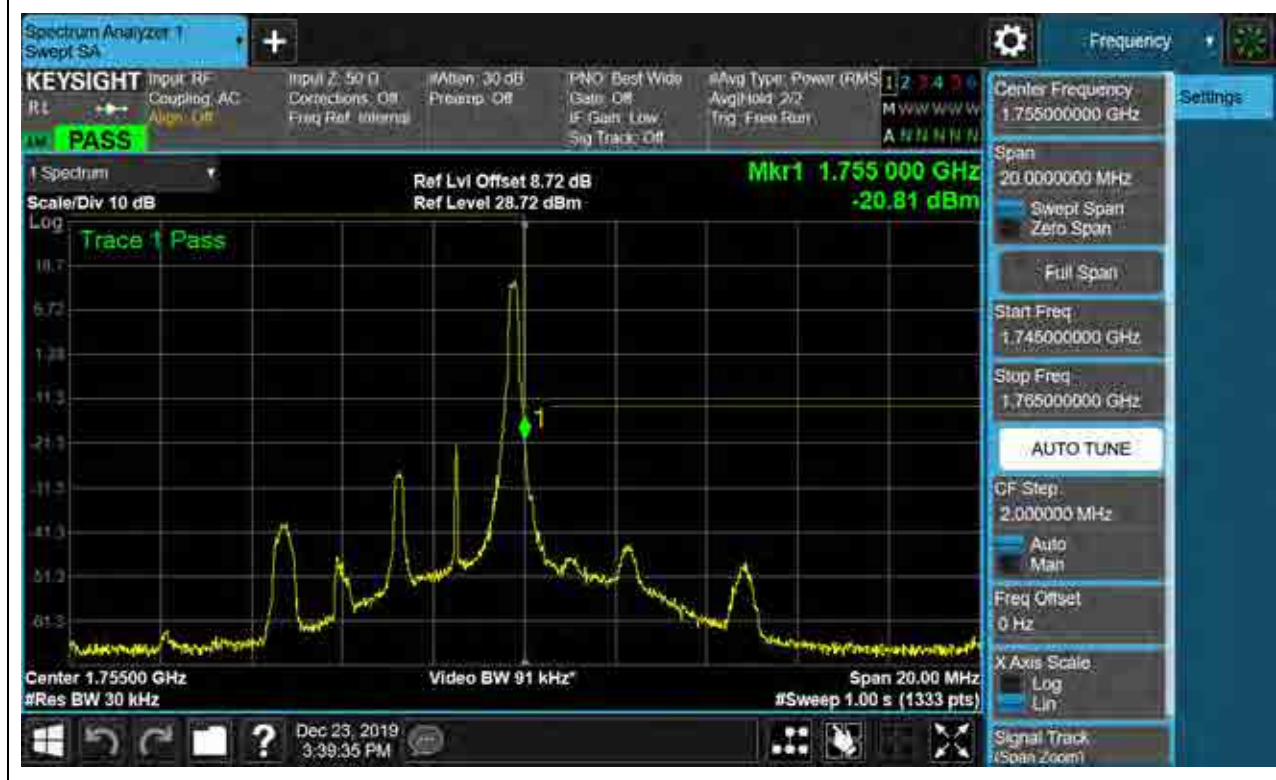 Spectrum Analyzer 1
Swept SA
Frequency
KEYSIGHT
Input: RF
Coupling: AC
Align: Off
Input Z: 50 Ω
Corrections: Off
Freq Ref: Internal
#Atten: 30 dB
Preamp: Off
PNO: Best Wide
Gate: Off
IF Gain: Low
Sig Track: Off
#Avg Type: Power (RMS
Avg|Hold: 2/2
Trig: Free Run
1 2 3 4 5 6
M W W W W W
A N N N N N
RL
PASS
Center Frequency
1.755000000 GHz
Settings
Span
20.0000000 MHz
Swept Span
Zero Span
Full Span
Start Freq
1.745000000 GHz
Stop Freq
1.765000000 GHz
AUTO TUNE
CF Step
2.000000 MHz
Auto
Man
Freq Offset
0 Hz
X Axis Scale
Log
Lin
Signal Track
(Span Zoom)
1 Spectrum
Scale/Div 10 dB
Ref Lvl Offset 8.72 dB
Ref Level 28.72 dBm
Mkr1 1.755 000 GHz
-20.81 dBm
Log
Trace 1 Pass
18.7
8.72
-1.28
-11.3
-21.3
-31.3
-41.3
-51.3
-61.3
1
Center 1.75500 GHz
#Res BW 30 kHz
Video BW 91 kHz*
Span 20.00 MHz
#Sweep 1.00 s (1333 pts)
Dec 23, 2019
3:39:35 PM